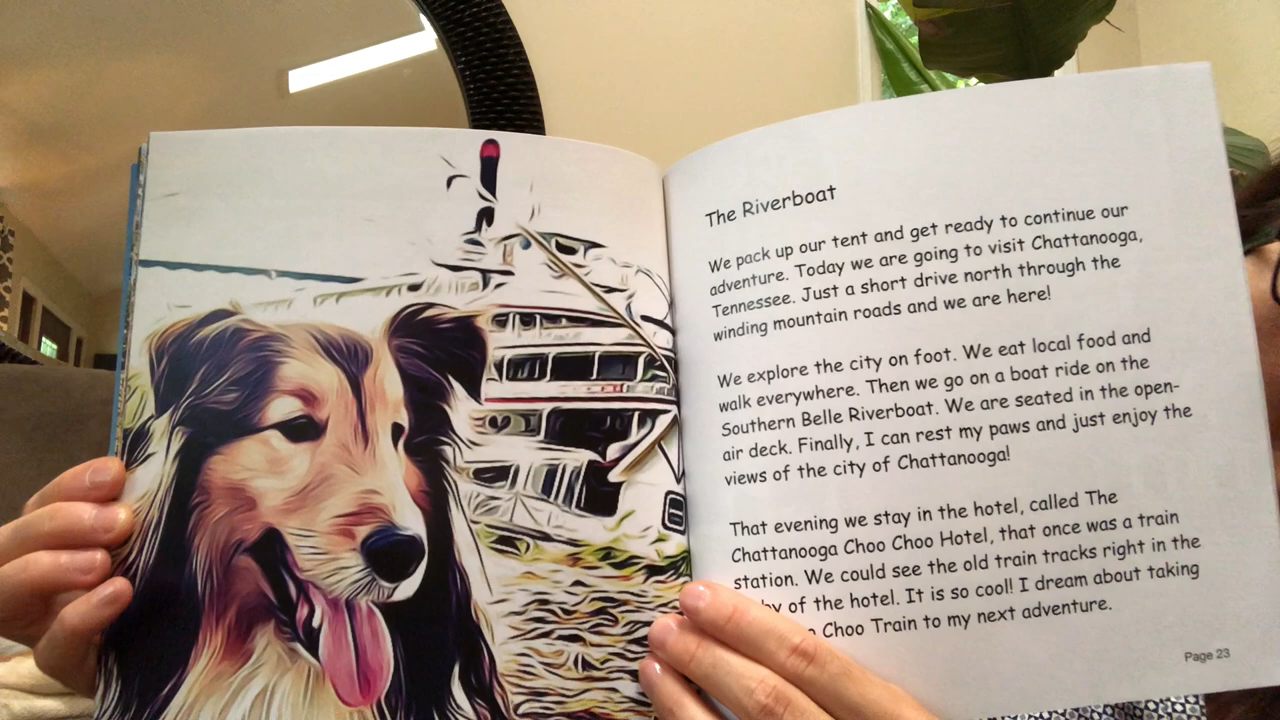 The Riverboat
We pack up our tent and get ready to continue our
adventure. Today we are going to visit Chattanooga,
Tennessee. Just a short drive north through the
winding mountain roads and we are here!
We explore the city on foot. We eat local food and
walk everywhere. Then we go on a boat ride on the
Southern Belle Riverboat. We are seated in the open-
air deck. Finally, I can rest my paws and just enjoy the
views of the city of Chattanooga!
That evening we stay in the hotel, called The
Chattanooga Choo Choo Hotel, that once was a train
station. We could see the old train tracks right in the
of the hotel. It is so cool! I dream about taking
Choo Train to my next adventure.
Page 23